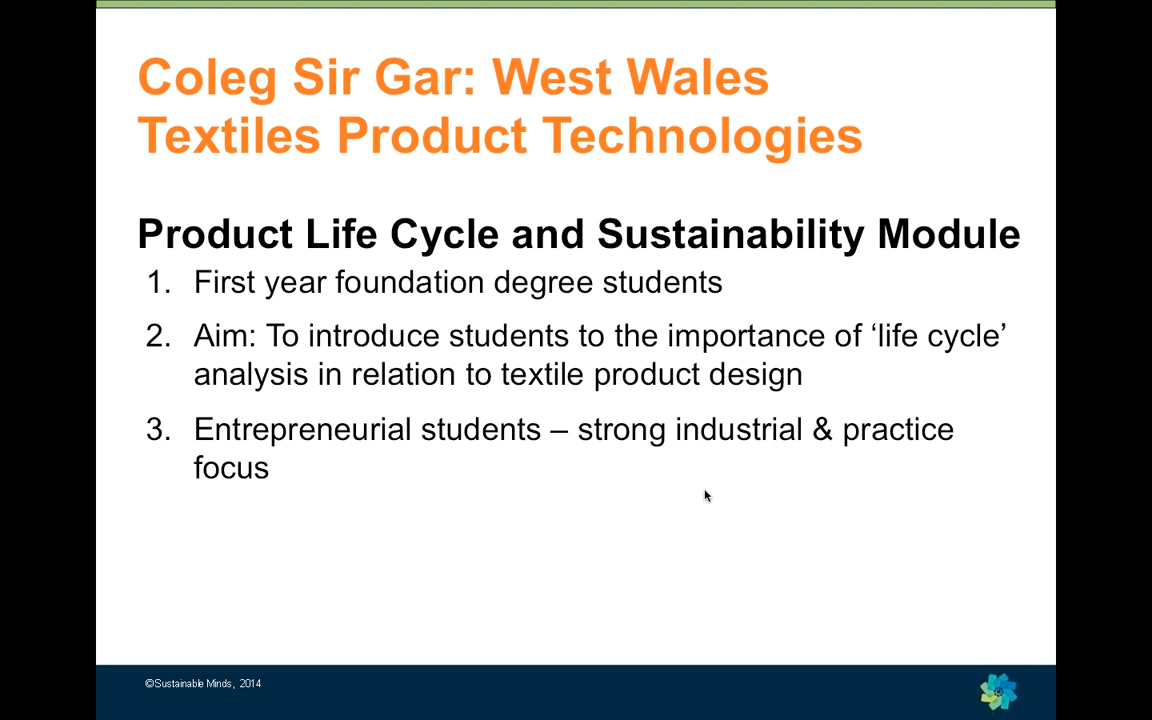 Coleg Sir Gar: West Wales
Textiles Product Technologies
Product Life Cycle and Sustainability Module
1. First year foundation degree students
2. Aim: To introduce students to the importance of ‘life cycle’
analysis in relation to textile product design
3. Entrepreneurial students – strong industrial & practice
focus
©Sustainable Minds, 2014